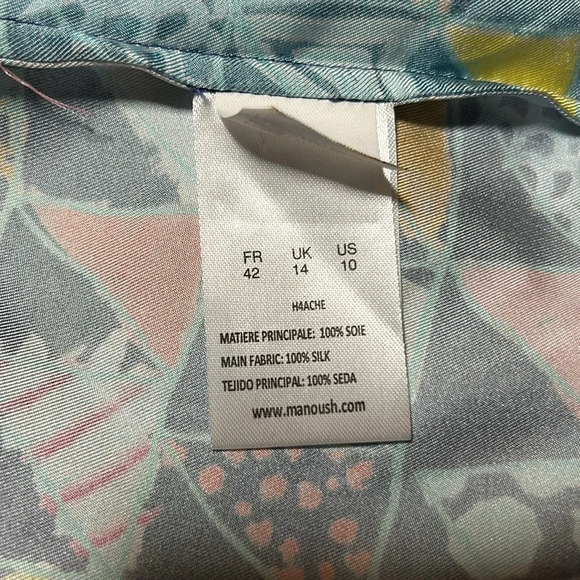 FR UK US
42 14 10
H4ACHE
MATIERE PRINCIPALE: 100% SOIE
MAIN FABRIC: 100% SILK
TEJIDO PRINCIPAL: 100% SEDA
www.manoush.com